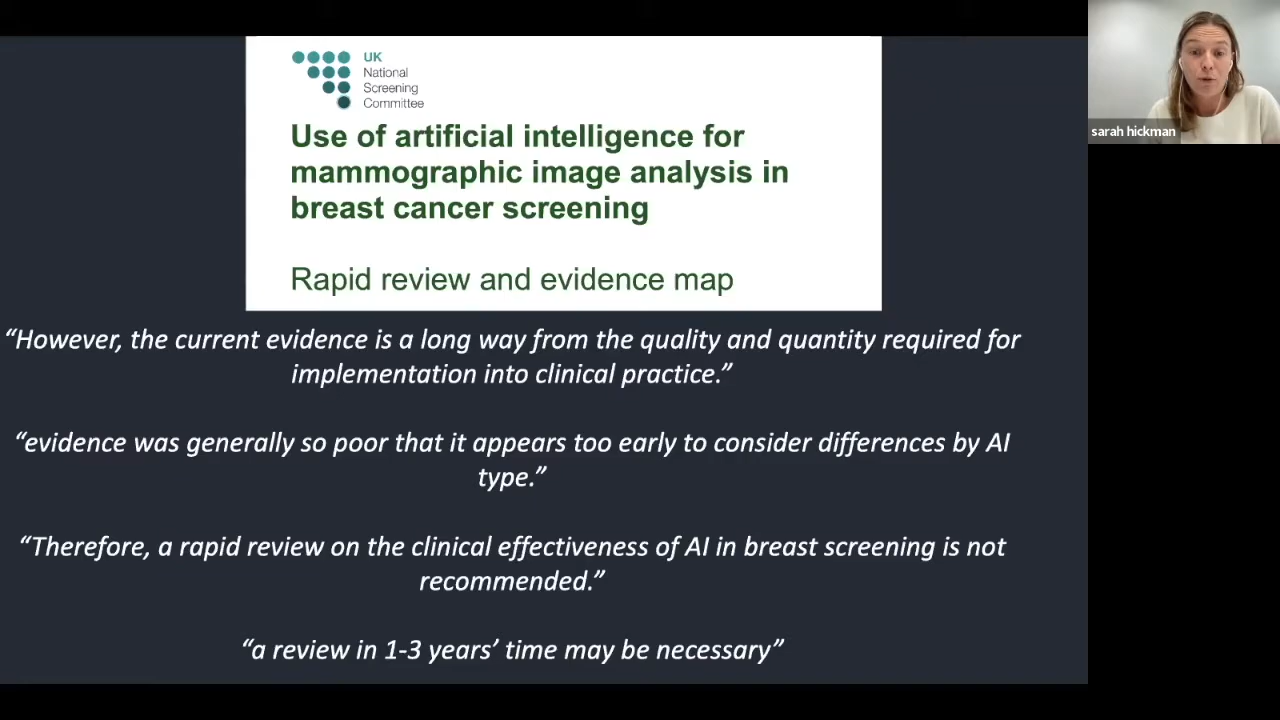 UK
National
Screening
Committee
Use of artificial intelligence for
mammographic image analysis in
breast cancer screening
Rapid review and evidence map
“However, the current evidence is a long way from the quality and quantity required for
implementation into clinical practice.”
“evidence was generally so poor that it appears too early to consider differences by AI
type.”
“Therefore, a rapid review on the clinical effectiveness of AI in breast screening is not
recommended.”
“a review in 1-3 years’ time may be necessary”
sarah hickman